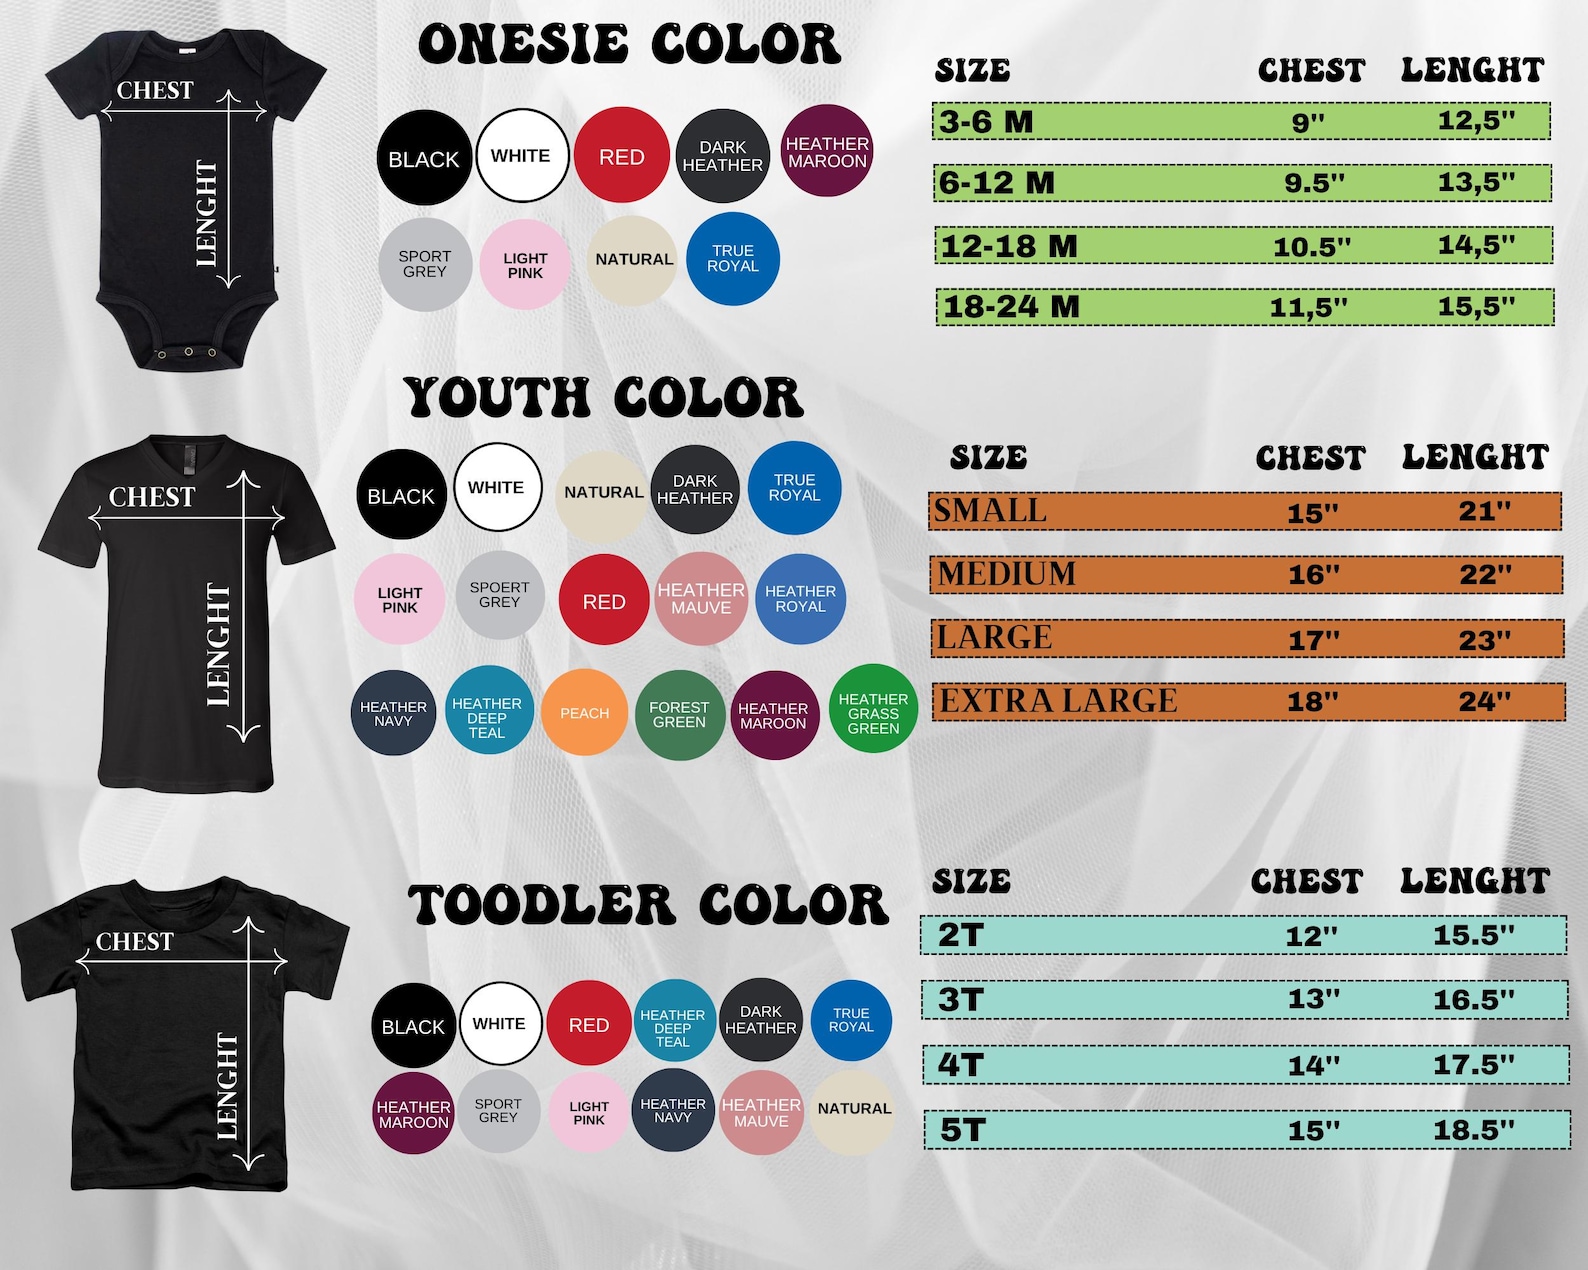 ONESIE COLOR
CHEST
LENGHT
BLACK
WHITE
RED
DARK
HEATHER
HEATHER
MAROON
SPORT
GREY
LIGHT
PINK
NATURAL
TRUE
ROYAL
SIZE CHEST LENGHT
3-6 M 9" 12,5"
6-12 M 9.5" 13,5"
12-18 M 10.5" 14,5"
18-24 M 11,5" 15,5"
YOUTH COLOR
CHEST
LENGHT
BLACK
WHITE
NATURAL
DARK
HEATHER
TRUE
ROYAL
LIGHT
PINK
SPOERT
GREY
RED
HEATHER
MAUVE
HEATHER
ROYAL
HEATHER
NAVY
HEATHER
DEEP
TEAL
PEACH
FOREST
GREEN
HEATHER
MAROON
HEATHER
GRASS
GREEN
SIZE CHEST LENGHT
SMALL 15" 21"
MEDIUM 16" 22"
LARGE 17" 23"
EXTRA LARGE 18" 24"
TOODLER COLOR
CHEST
LENGHT
BLACK
WHITE
RED
HEATHER
DEEP
TEAL
DARK
HEATHER
TRUE
ROYAL
HEATHER
MAROON
SPORT
GREY
LIGHT
PINK
HEATHER
NAVY
HEATHER
MAUVE
NATURAL
SIZE CHEST LENGHT
2T 12" 15.5"
3T 13" 16.5"
4T 14" 17.5"
5T 15" 18.5"